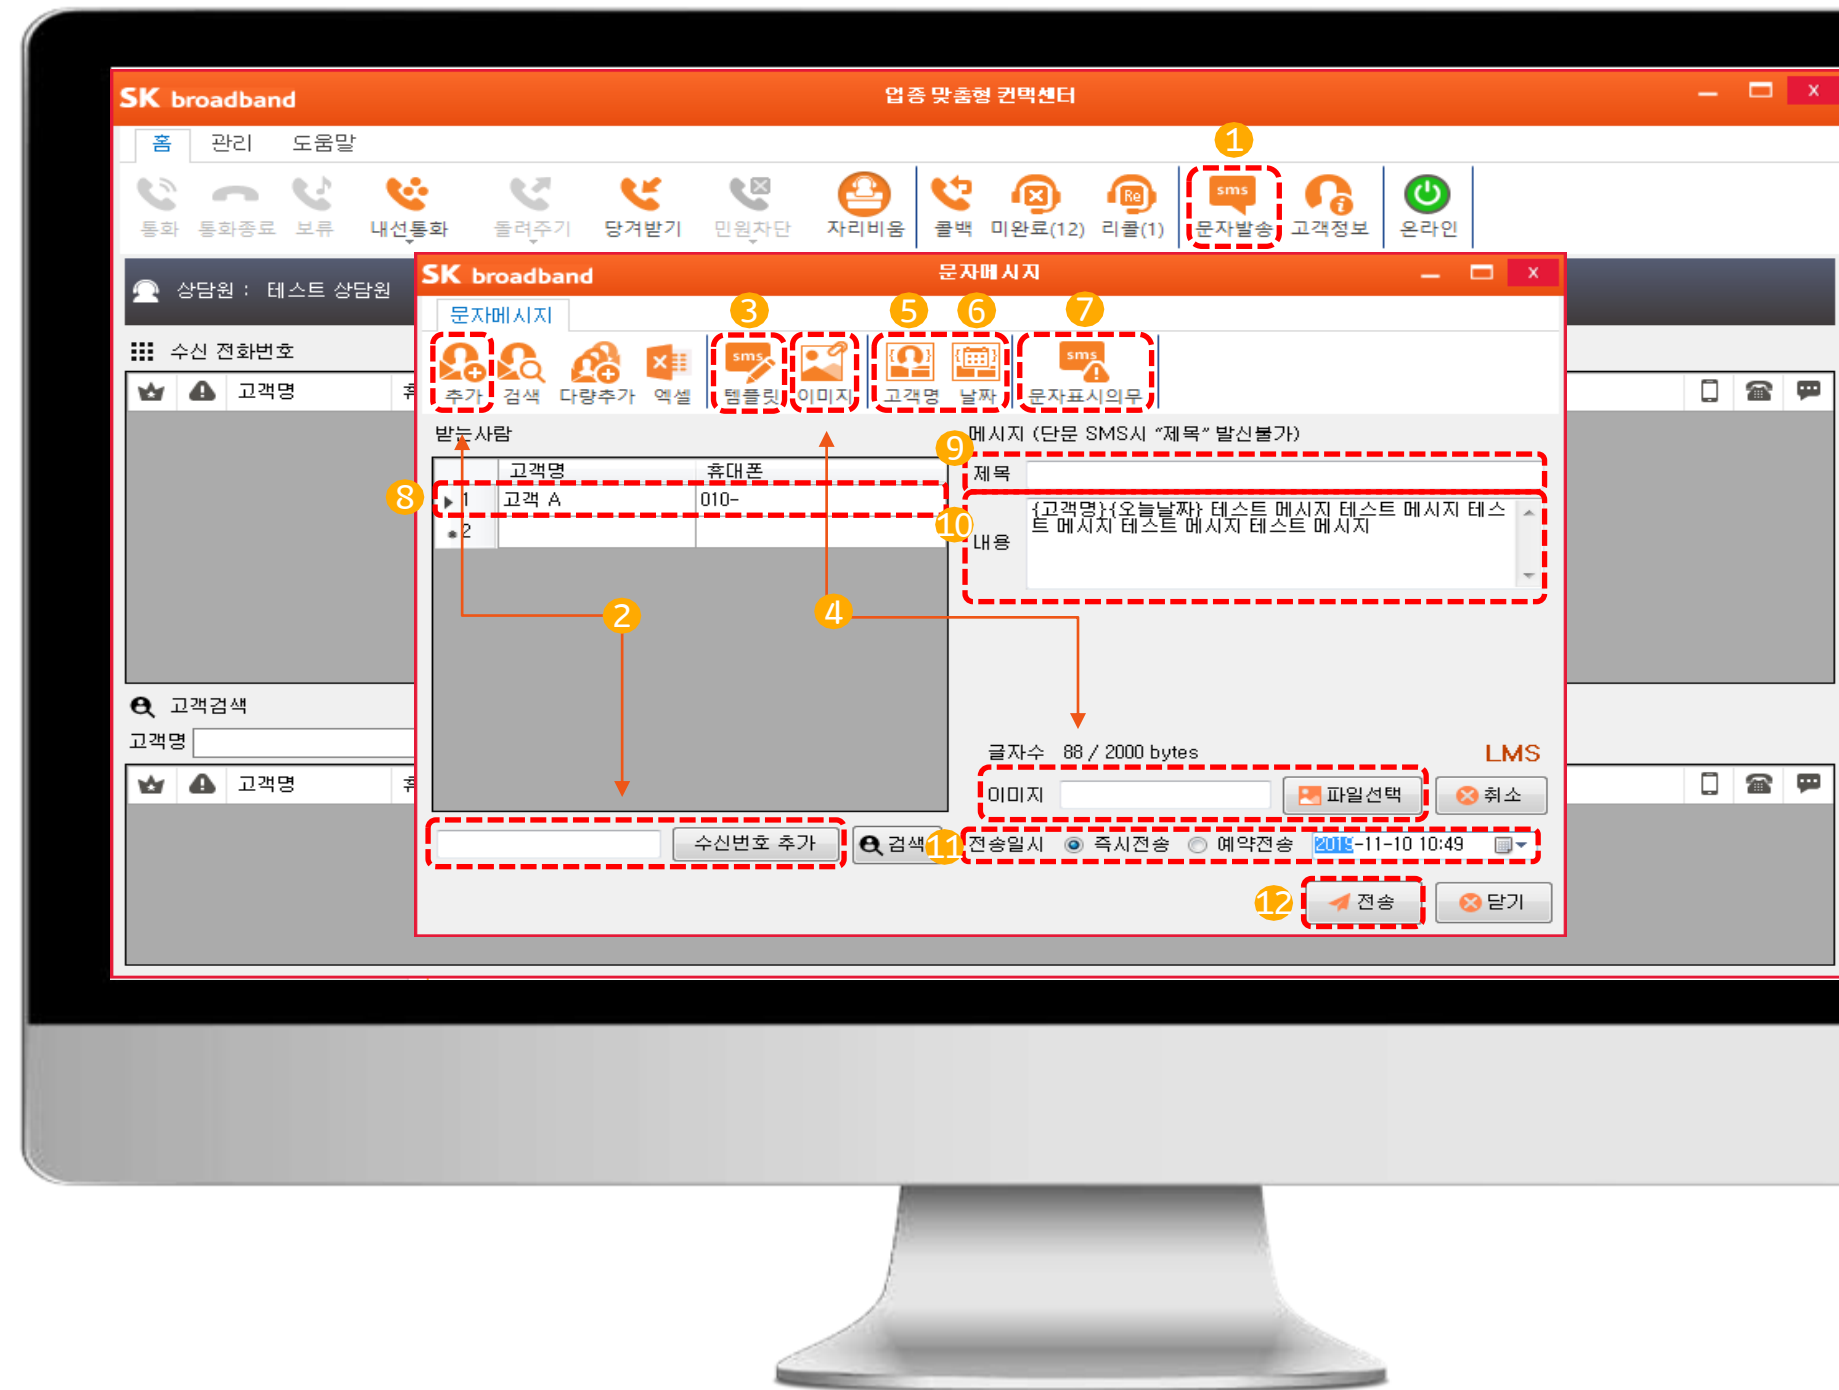 SK broadband 업종 맞춤형 컨택센터 x
홈 관리 도움말 1
sms
Re
통화 통화종료 보류 내선통화 돌려주기 당겨받기 민원차단 자리비움 콜백 미완료(12) 리콜(1) 문자발송 고객정보 온라인
상담원 : 테스트 상담원
SK broadband 문자메시지 x
문자메시지 3 5 6 7
sms sms
추가 검색 다량추가 엑셀 템플릿 이미지 고객명 날짜 문자표시의무
수신 전화번호
고객명
받는사람 메시지 (단문 SMS시 "제목" 발신불가)
고객명 휴대폰 9 제목
8 1 고객 A 010-
2
10 내용 {고객명}{오늘날짜} 테스트 메시지 테스트 메시지 테스
트 메시지 테스트 메시지 테스트 메시지
2 4
고객검색
고객명
고객명
글자수 88 / 2000 bytes LMS
이미지 파일선택 취소
수신번호 추가 검색 11 전송일시 즉시전송 예약전송 2019-11-10 10:49
12 전송 닫기